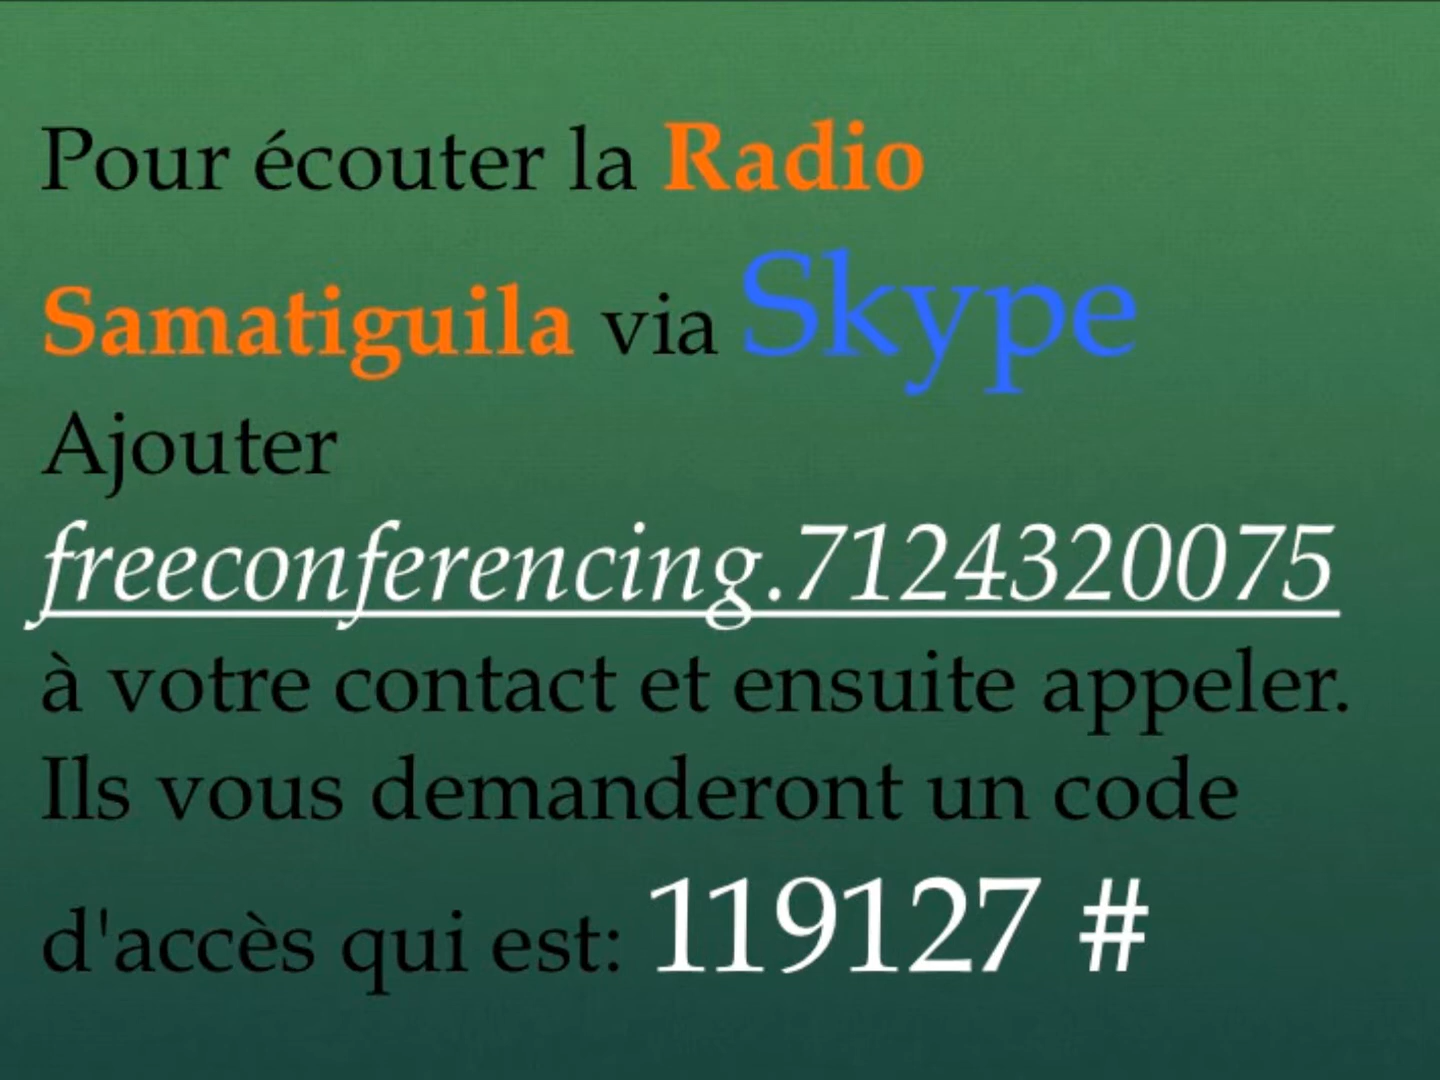 Pour écouter la Radio
Samatiguila via Skype
Ajouter
freeconferencing.7124320075
à votre contact et ensuite appeler.
Ils vous demanderont un code
d'accès qui est: 119127 #